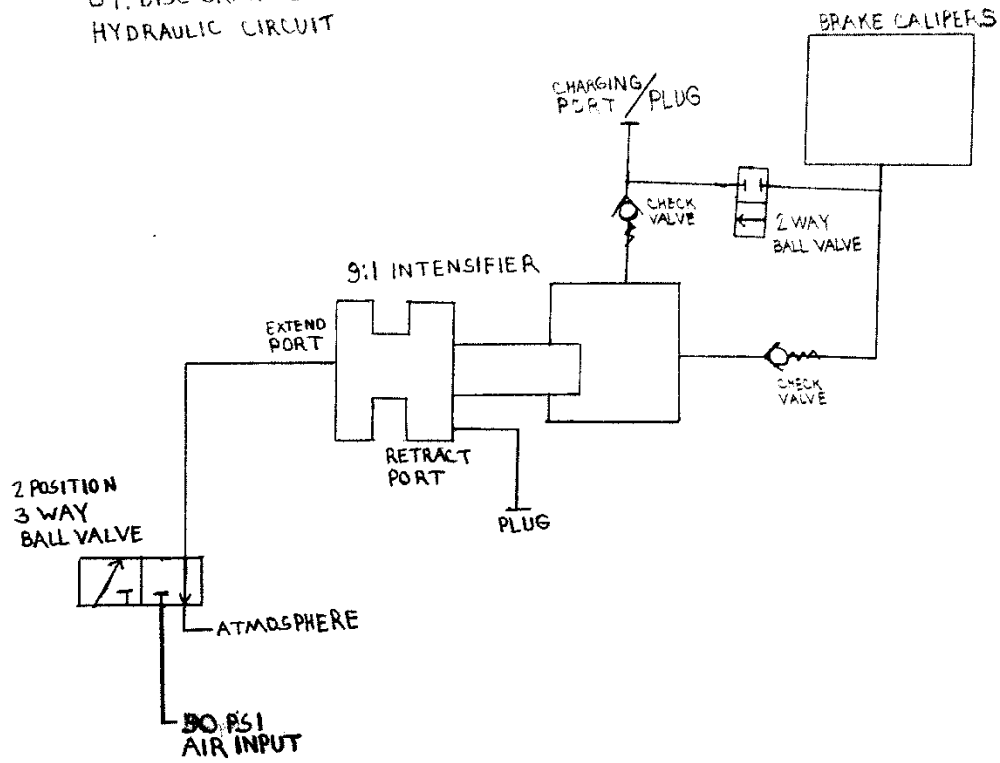 HYDRAULIC CIRCUIT
BRAKE CALIPERS
CHARGING
PORT / PLUG
CHECK
VALVE
2 WAY
BALL VALVE
9:1 INTENSIFIER
EXTEND
PORT
CHECK
VALVE
RETRACT
PORT
PLUG
2 POSITION
3 WAY
BALL VALVE
ATMOSPHERE
90 PSI
AIR INPUT